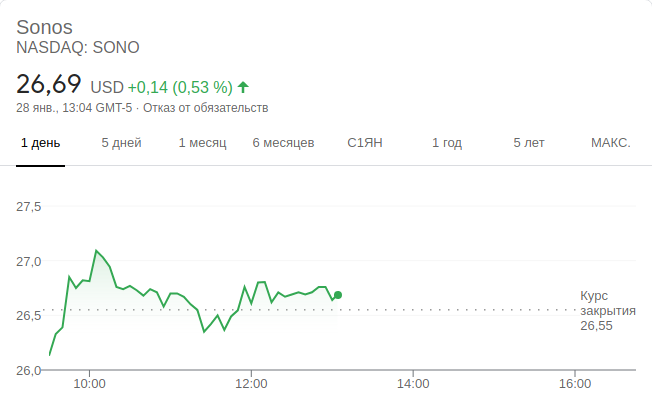 Sonos
NASDAQ: SONO
26,69 USD +0,14 (0,53 %)
28 янв., 13:04 GMT-5 · Отказ от обязательств
1 день 5 дней 1 месяц 6 месяцев С1ЯН 1 год 5 лет МАКС.
27,5
27,0
Курс
закрытия
26,5
26,55
26,0
10:00 12:00 14:00 16:00